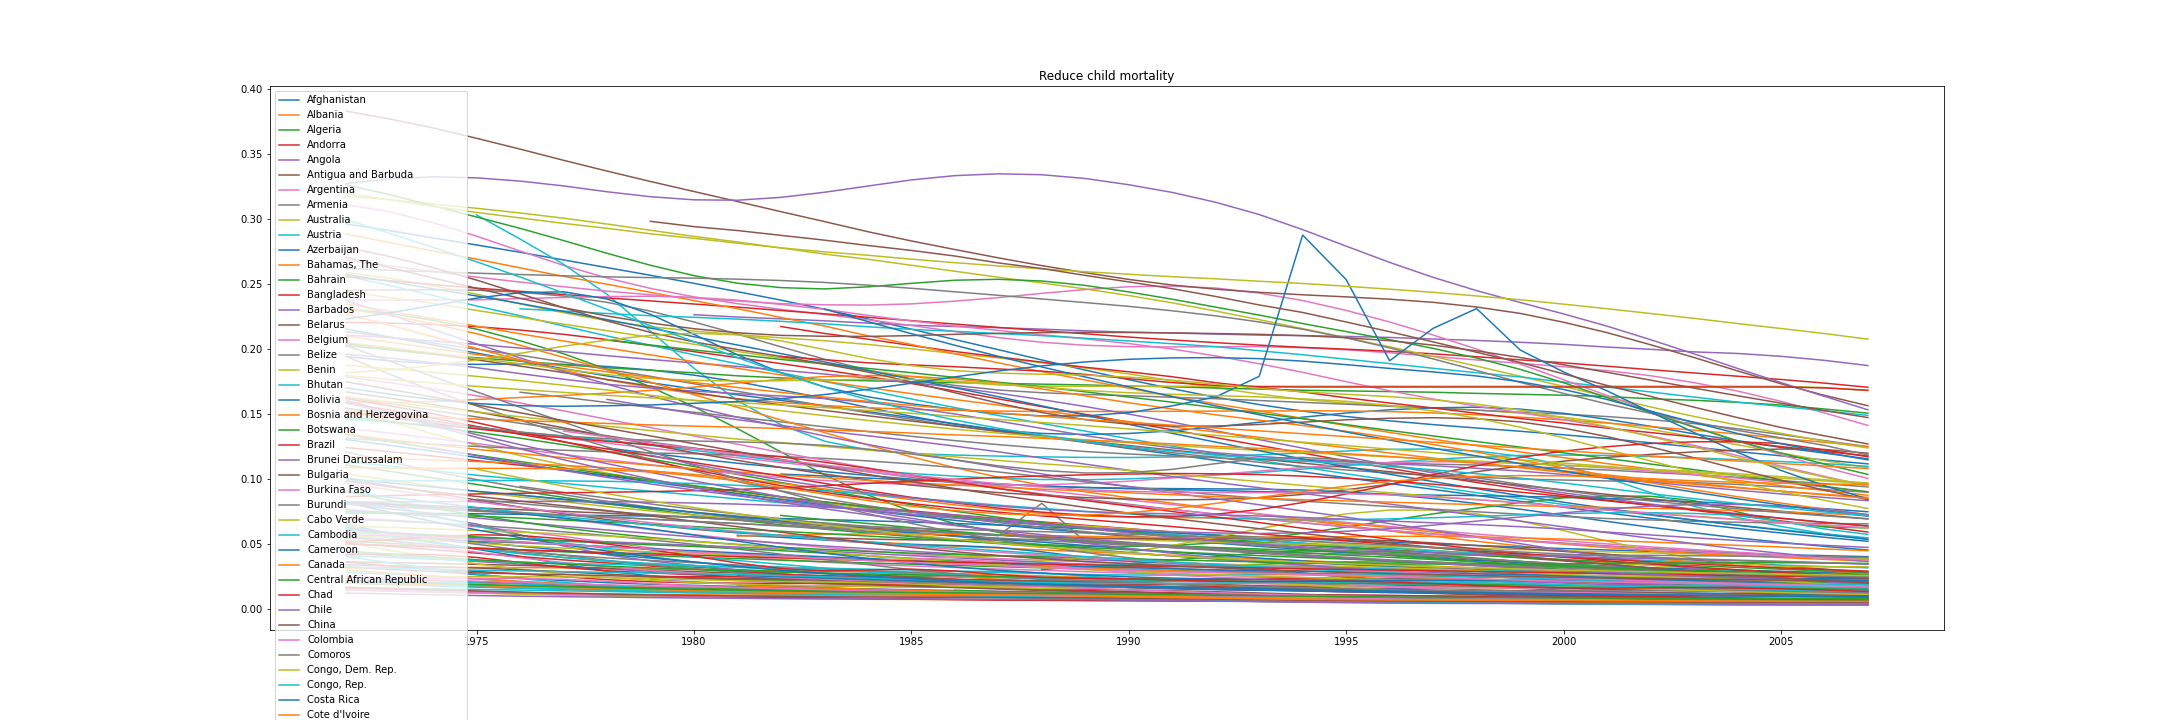 Reduce child mortality
0.40
0.35
0.30
0.25
0.20
0.15
0.10
0.05
0.00
Afghanistan
Albania
Algeria
Andorra
Angola
Antigua and Barbuda
Argentina
Armenia
Australia
Austria
Azerbaijan
Bahamas, The
Bahrain
Bangladesh
Barbados
Belarus
Belgium
Belize
Benin
Bhutan
Bolivia
Bosnia and Herzegovina
Botswana
Brazil
Brunei Darussalam
Bulgaria
Burkina Faso
Burundi
Cabo Verde
Cambodia
Cameroon
Canada
Central African Republic
Chad
Chile
China
Colombia
Comoros
Congo, Dem. Rep.
Congo, Rep.
Costa Rica
Cote d'Ivoire
1975 1980 1985 1990 1995 2000 2005